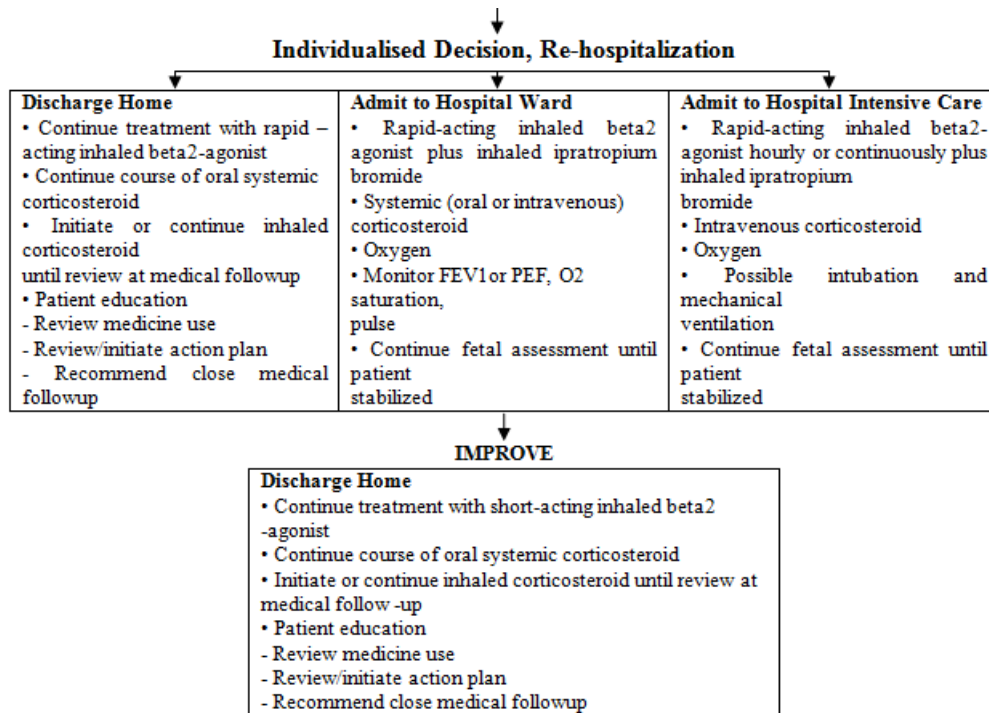 Individualised Decision, Re-hospitalization
Discharge Home
• Continue treatment with rapid –
acting inhaled beta2-agonist
• Continue course of oral systemic
corticosteroid
• Initiate or continue inhaled
corticosteroid
until review at medical followup
• Patient education
- Review medicine use
- Review/initiate action plan
- Recommend close medical
followup
Admit to Hospital Ward
• Rapid-acting inhaled beta2
agonist plus inhaled ipratropium
bromide
• Systemic (oral or intravenous)
corticosteroid
• Oxygen
• Monitor FEV1or PEF, O2
saturation,
pulse
• Continue fetal assessment until
patient
stabilized
Admit to Hospital Intensive Care
• Rapid-acting inhaled beta2-
agonist hourly or continuously plus
inhaled ipratropium
bromide
• Intravenous corticosteroid
• Oxygen
• Possible intubation and
mechanical
ventilation
• Continue fetal assessment until
patient
stabilized
IMPROVE
Discharge Home
• Continue treatment with short-acting inhaled beta2
-agonist
• Continue course of oral systemic corticosteroid
• Initiate or continue inhaled corticosteroid until review at
medical follow -up
• Patient education
- Review medicine use
- Review/initiate action plan
- Recommend close medical followup